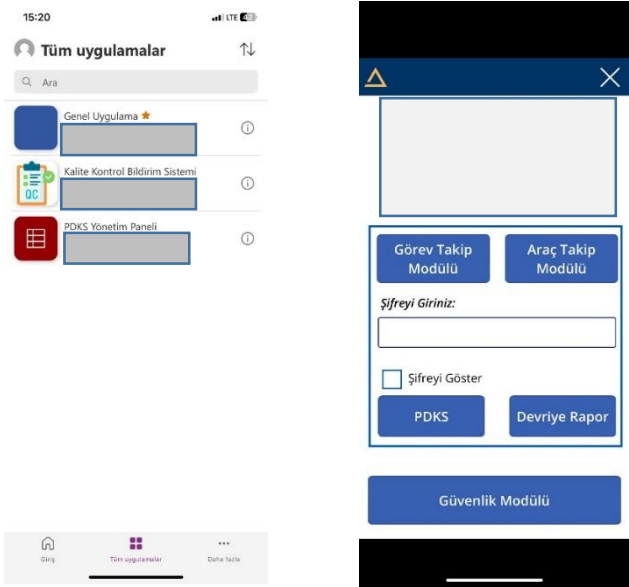 15:20
LTE
Tüm uygulamalar
Ara
Genel Uygulama
Kalite Kontrol Bildirim Sistemi
QC
PDKS Yönetim Paneli
Giriş
Tüm uygulamalar
Daha fazla
Görev Takip
Modülü
Araç Takip
Modülü
Şifreyi Giriniz:
Şifreyi Göster
PDKS
Devriye Rapor
Güvenlik Modülü